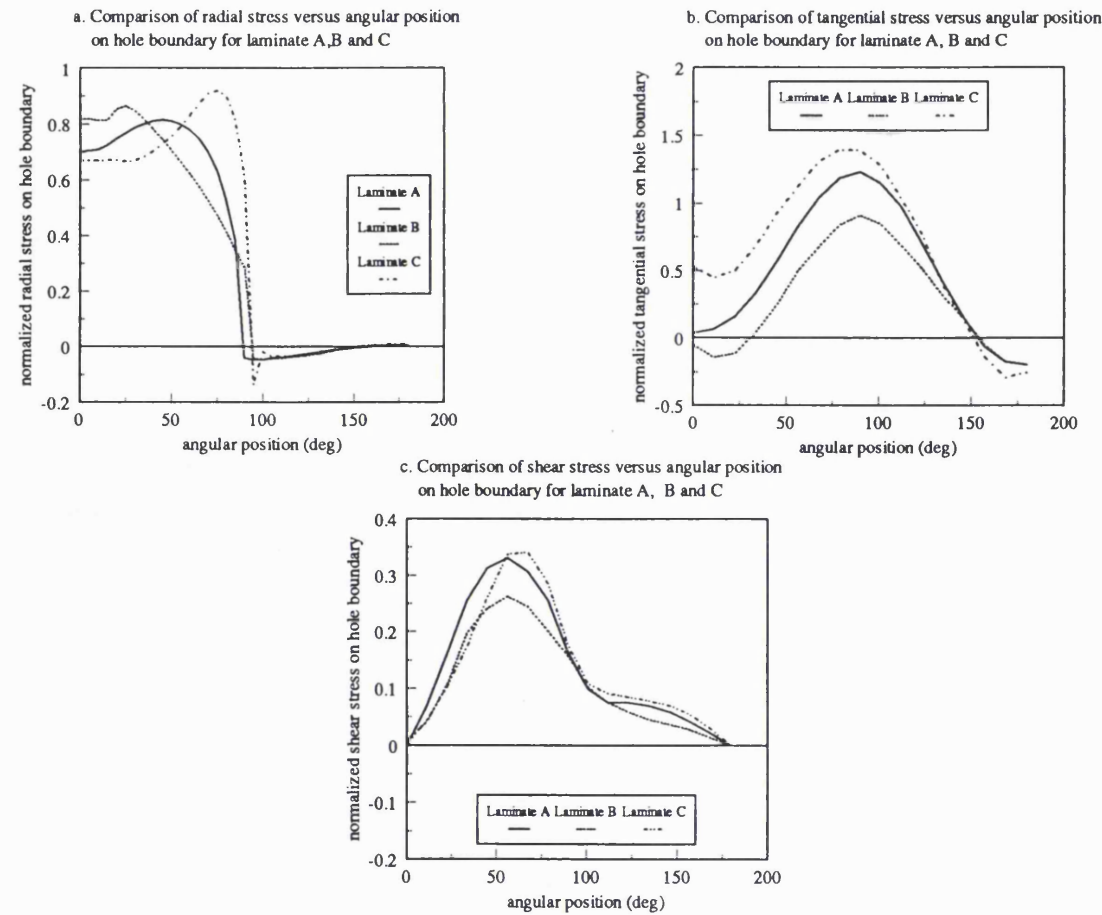 a. Comparison of radial stress versus angular position
on hole boundary for laminate A,B and C
normalized radial stress on hole boundary
1
0.8
0.6
0.4
0.2
0
-0.2
Laminate A
Laminate B
Laminate C
0 50 100 150 200
angular position (deg)
b. Comparison of tangential stress versus angular position
on hole boundary for laminate A, B and C
normalized tangential stress on hole boundary
2
1.5
1
0.5
0
-0.5
Laminate A Laminate B Laminate C
0 50 100 150 200
angular position (deg)
c. Comparison of shear stress versus angular position
on hole boundary for laminate A, B and C
normalized shear stress on hole boundary
0.4
0.3
0.2
0.1
0
-0.1
-0.2
Laminate A Laminate B Laminate C
0 50 100 150 200
angular position (deg)